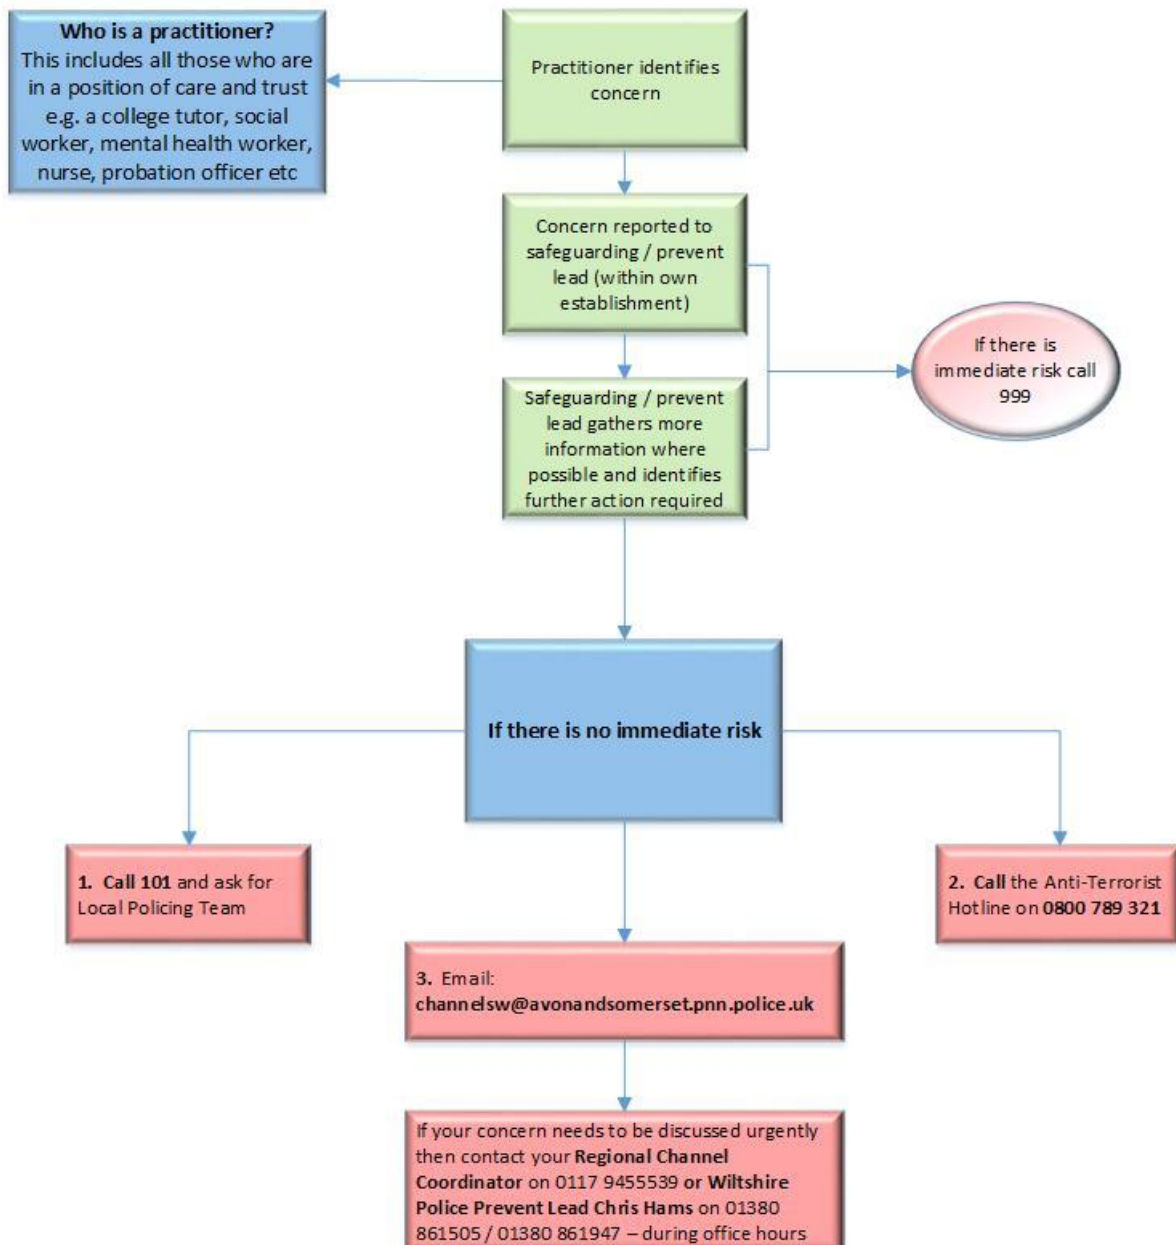 Who is a practitioner?
This includes all those who are
in a position of care and trust
e.g. a college tutor, social
worker, mental health worker,
nurse, probation officer etc
Practitioner identifies
concern
Concern reported to
safeguarding / prevent
lead (within own
establishment)
If there is
immediate risk call
999
Safeguarding / prevent
lead gathers more
information where
possible and identifies
further action required
If there is no immediate risk
1. Call 101 and ask for
Local Policing Team
2. Call the Anti-Terrorist
Hotline on 0800 789 321
3. Email:
channelsw@avonandsomerset.pnn.police.uk
If your concern needs to be discussed urgently
then contact your Regional Channel
Coordinator on 0117 9455539 or Wiltshire
Police Prevent Lead Chris Hams on 01380
861505 / 01380 861947 – during office hours